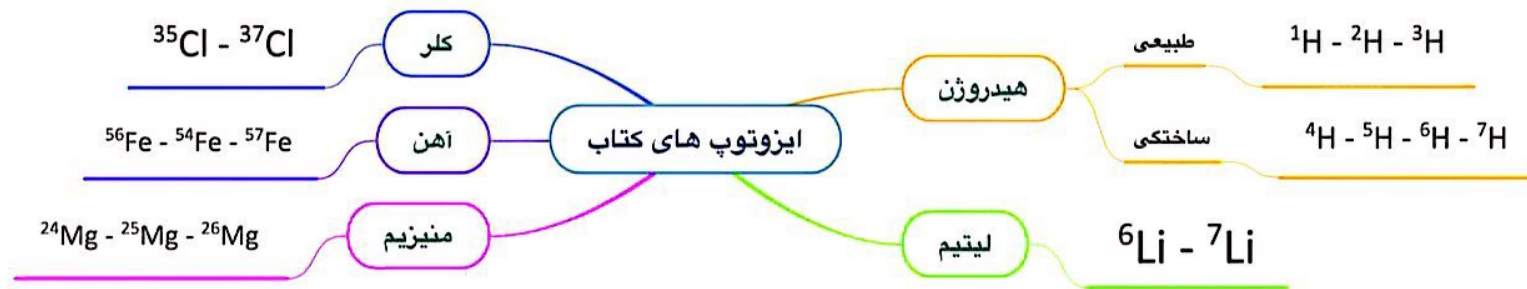 ایزوتوپ های کتاب
هیدروژن
طبیعی
¹H - ²H - ³H
ساختگی
⁴H - ⁵H - ⁶H - ⁷H
لیتیم
⁶Li - ⁷Li
کلر
³⁵Cl - ³⁷Cl
آهن
⁵⁶Fe - ⁵⁴Fe - ⁵⁷Fe
منیزیم
²⁴Mg - ²⁵Mg - ²⁶Mg